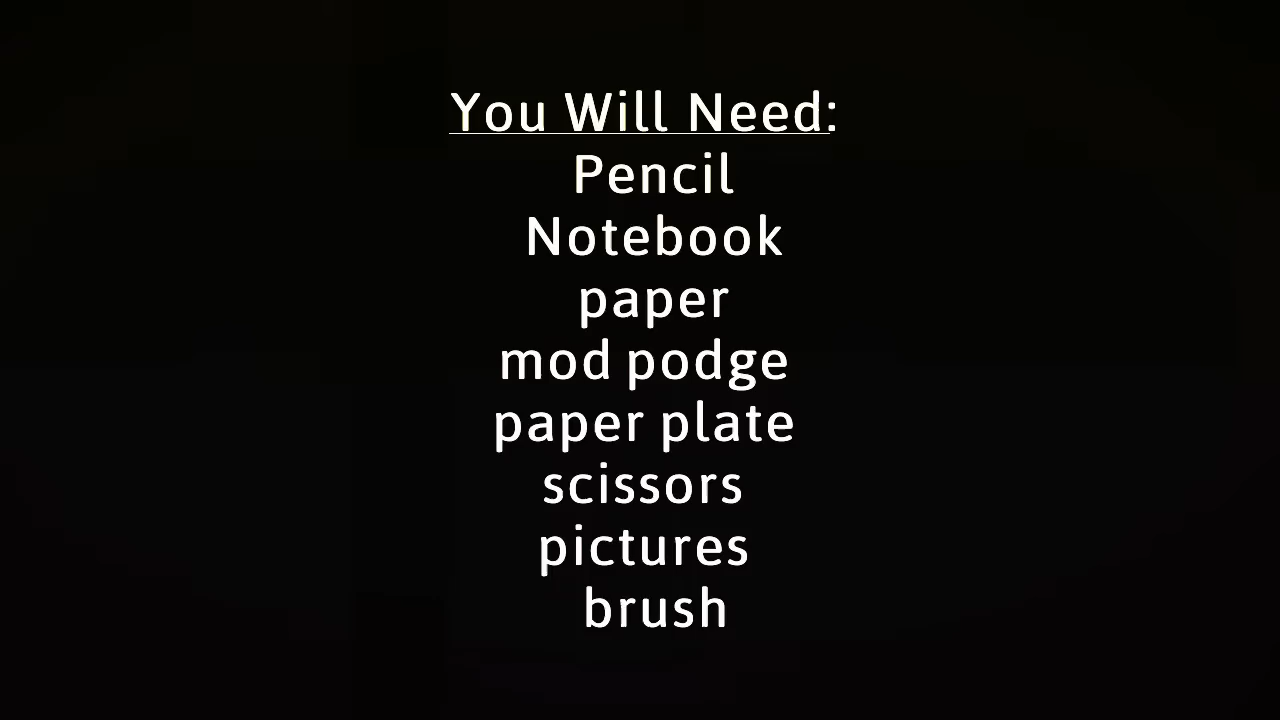 You Will Need:
Pencil
Notebook
paper
mod podge
paper plate
scissors
pictures
brush